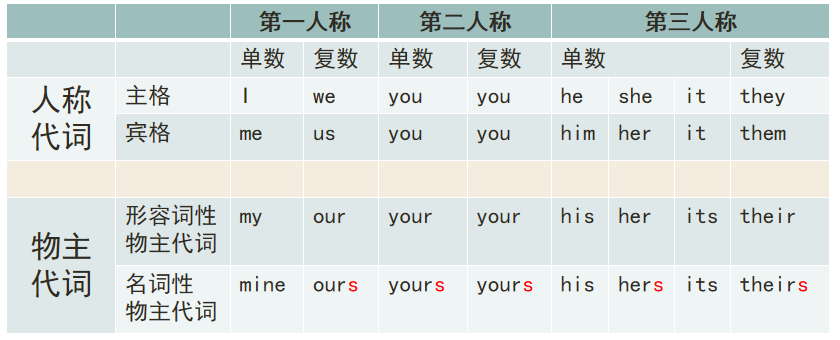 第一人称 第二人称 第三人称
单数 复数 单数 复数 单数 复数
人称代词 主格 I we you you he she it they
宾格 me us you you him her it them
物主代词 形容词性物主代词 my our your your his her its their
名词性物主代词 mine ours yours yours his hers its theirs